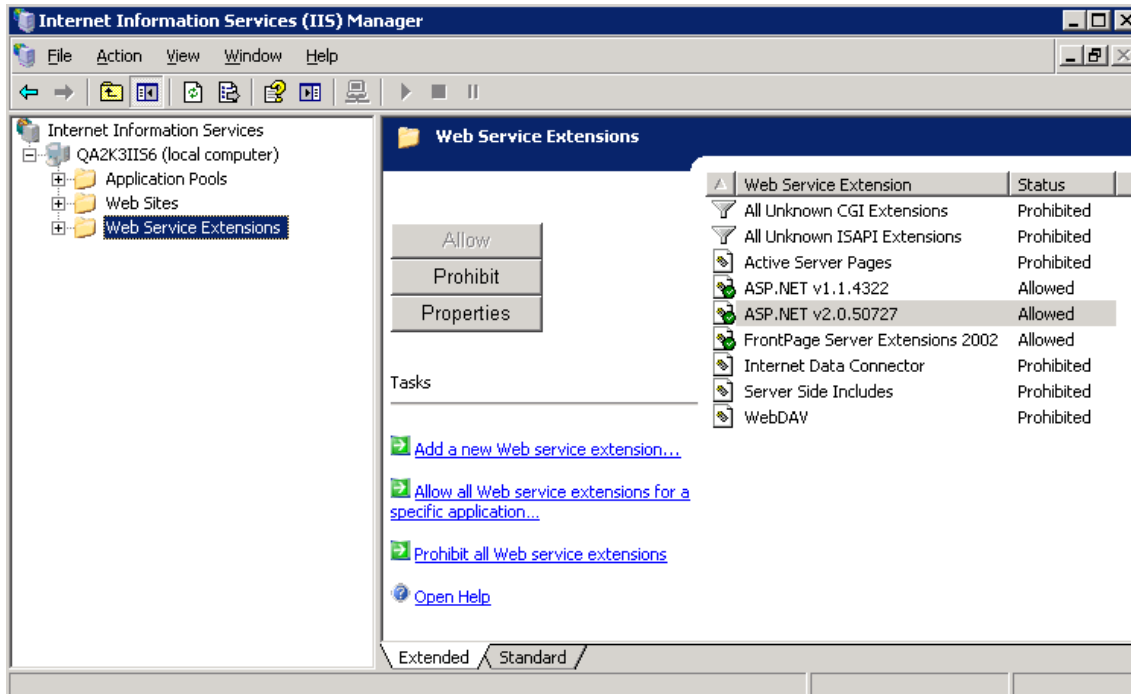 Internet Information Services (IIS) Manager
File Action View Window Help
Internet Information Services
QA2K3IIS6 (local computer)
Application Pools
Web Sites
Web Service Extensions
Web Service Extensions
Allow
Prohibit
Properties
Tasks
Add a new Web service extension...
Allow all Web service extensions for a
specific application...
Prohibit all Web service extensions
Open Help
Web Service Extension Status
All Unknown CGI Extensions Prohibited
All Unknown ISAPI Extensions Prohibited
Active Server Pages Prohibited
ASP.NET v1.1.4322 Allowed
ASP.NET v2.0.50727 Allowed
FrontPage Server Extensions 2002 Allowed
Internet Data Connector Prohibited
Server Side Includes Prohibited
WebDAV Prohibited
Extended Standard